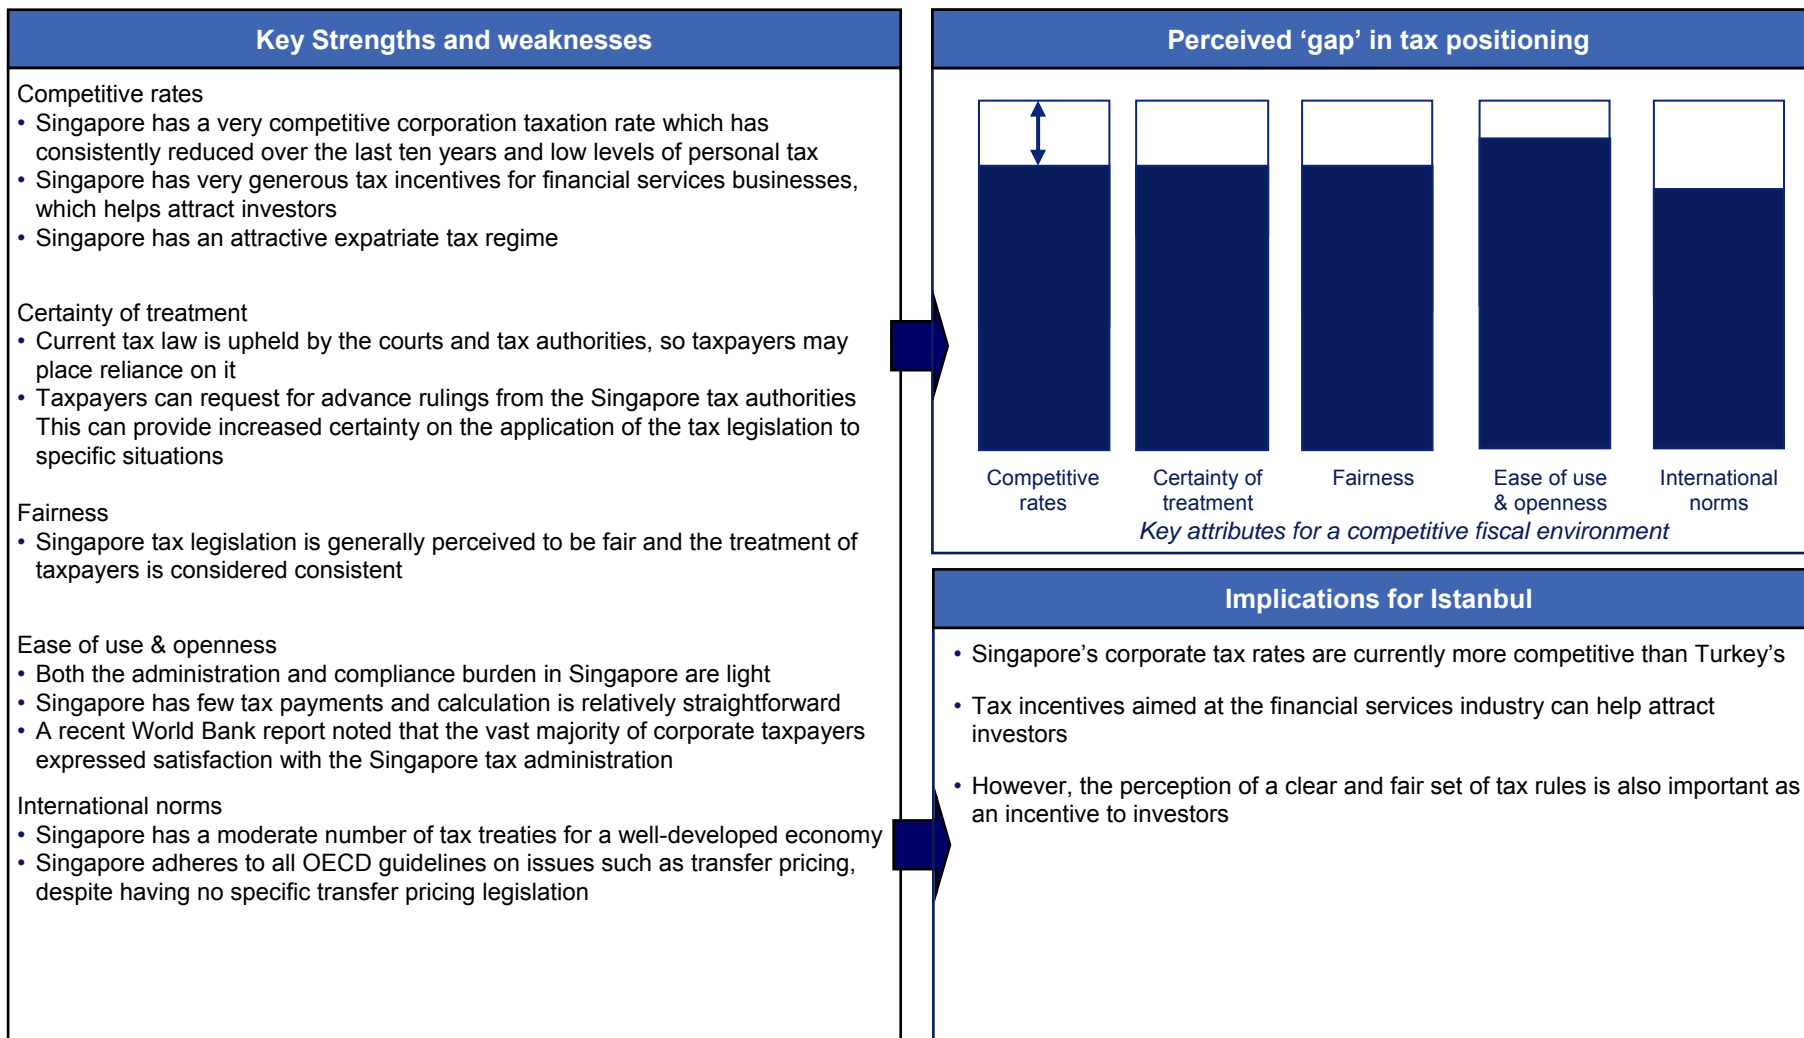 Key Strengths and weaknesses
Competitive rates
• Singapore has a very competitive corporation taxation rate which has
consistently reduced over the last ten years and low levels of personal tax
• Singapore has very generous tax incentives for financial services businesses,
which helps attract investors
• Singapore has an attractive expatriate tax regime
Certainty of treatment
• Current tax law is upheld by the courts and tax authorities, so taxpayers may
place reliance on it
• Taxpayers can request for advance rulings from the Singapore tax authorities
This can provide increased certainty on the application of the tax legislation to
specific situations
Fairness
• Singapore tax legislation is generally perceived to be fair and the treatment of
taxpayers is considered consistent
Ease of use & openness
• Both the administration and compliance burden in Singapore are light
• Singapore has few tax payments and calculation is relatively straightforward
• A recent World Bank report noted that the vast majority of corporate taxpayers
expressed satisfaction with the Singapore tax administration
International norms
• Singapore has a moderate number of tax treaties for a well-developed economy
• Singapore adheres to all OECD guidelines on issues such as transfer pricing,
despite having no specific transfer pricing legislation
Perceived ‘gap’ in tax positioning
Competitive
rates
Certainty of
treatment
Fairness
Ease of use
& openness
International
norms
Key attributes for a competitive fiscal environment
Implications for Istanbul
• Singapore’s corporate tax rates are currently more competitive than Turkey’s
• Tax incentives aimed at the financial services industry can help attract
investors
• However, the perception of a clear and fair set of tax rules is also important as
an incentive to investors